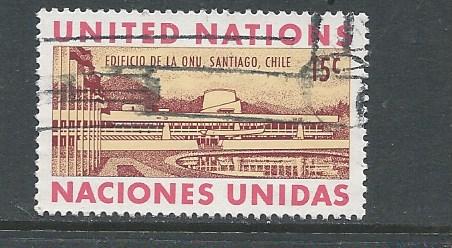 UNITED NATIONS
EDIFICIO DE LA ONU, SANTIAGO, CHILE
15c
NACIONES UNIDAS